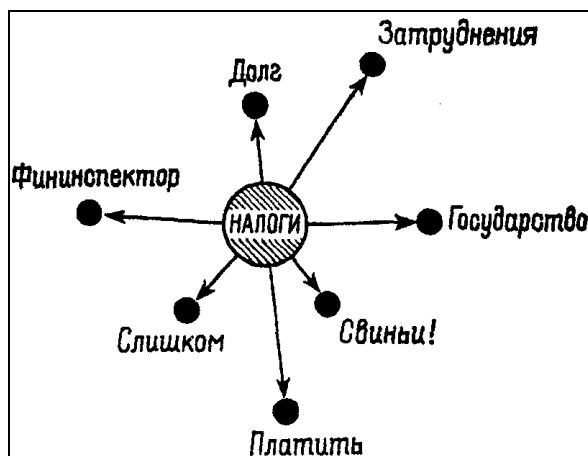 Затруднения
Долг
Фининспектор
НАЛОГИ
Государство
Слишком
Свиньи!
Платить